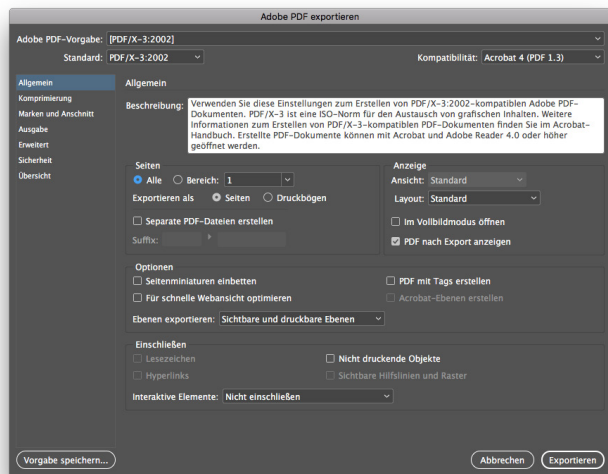 Adobe PDF exportieren
Adobe PDF-Vorgabe: [PDF/X-3:2002]
Standard: PDF/X-3:2002 Kompatibilität: Acrobat 4 (PDF 1.3)
Allgemein
Komprimierung
Marken und Anschnitt
Ausgabe
Erweitert
Sicherheit
Übersicht
Allgemein
Beschreibung: Verwenden Sie diese Einstellungen zum Erstellen von PDF/X-3:2002-kompatiblen Adobe PDF-
Dokumenten. PDF/X-3 ist eine ISO-Norm für den Austausch von grafischen Inhalten. Weitere
Informationen zum Erstellen von PDF/X-3-kompatiblen PDF-Dokumenten finden Sie im Acrobat-
Handbuch. Erstellte PDF-Dokumente können mit Acrobat und Adobe Reader 4.0 oder höher
geöffnet werden.
Seiten
Alle Bereich: 1
Exportieren als Seiten Druckbögen
Separate PDF-Dateien erstellen
Suffix:
Anzeige
Ansicht: Standard
Layout: Standard
Im Vollbildmodus öffnen
PDF nach Export anzeigen
Optionen
Seitenminiaturen einbetten PDF mit Tags erstellen
Für schnelle Webansicht optimieren Acrobat-Ebenen erstellen
Ebenen exportieren: Sichtbare und druckbare Ebenen
Einschließen
Lesezeichen Nicht druckende Objekte
Hyperlinks Sichtbare Hilfslinien und Raster
Interaktive Elemente: Nicht einschließen
Vorgabe speichern... Abbrechen Exportieren